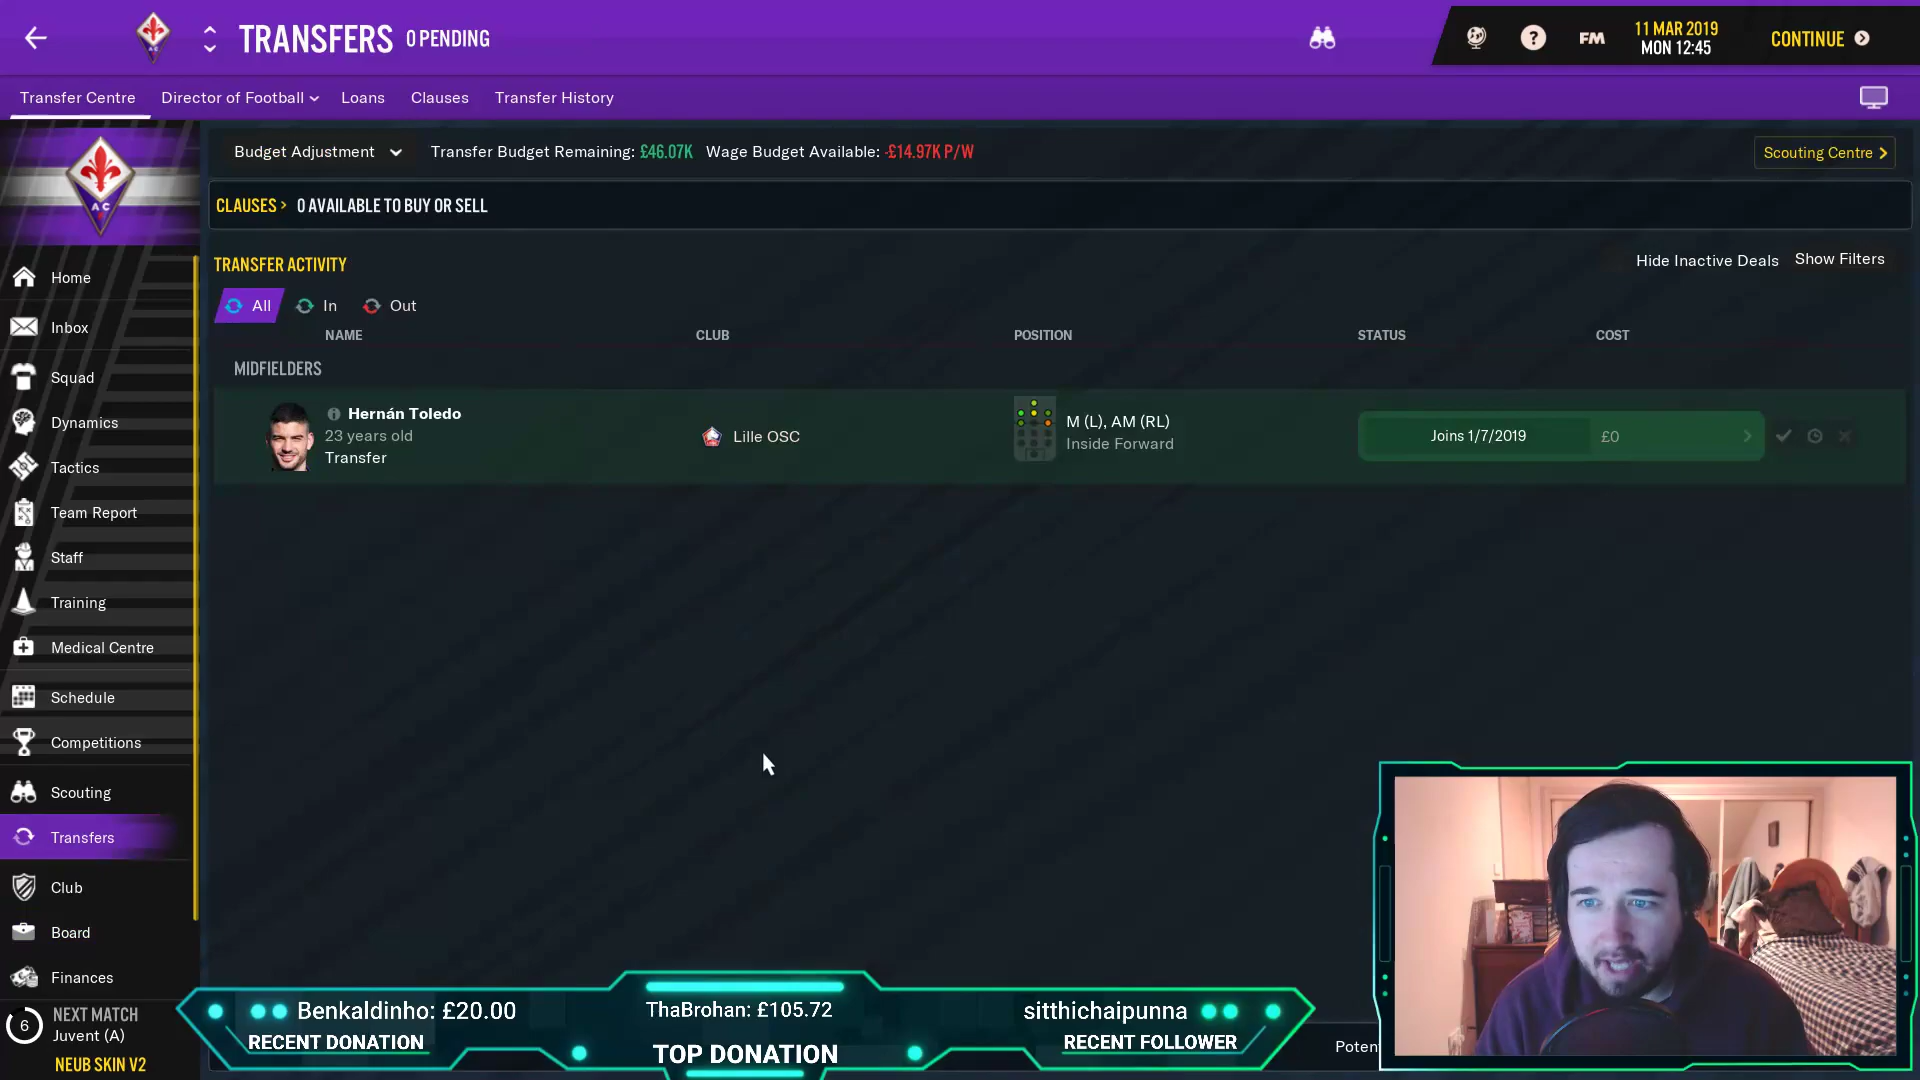 TRANSFERS 0 PENDING
FM
11 MAR 2019
MON 12:45
CONTINUE
Transfer Centre
Director of Football
Loans
Clauses
Transfer History
Budget Adjustment
Transfer Budget Remaining: £46.07K Wage Budget Available: -£14.97K P/W
Scouting Centre
CLAUSES > 0 AVAILABLE TO BUY OR SELL
TRANSFER ACTIVITY
Hide Inactive Deals
Show Filters
All
In
Out
NAME
CLUB
POSITION
STATUS
COST
MIDFIELDERS
Hernán Toledo
23 years old
Transfer
Lille OSC
M (L), AM (RL)
Inside Forward
Joins 1/7/2019
£0
AC
Home
Inbox
Squad
Dynamics
Tactics
Team Report
Staff
Training
Medical Centre
Schedule
Competitions
Scouting
Transfers
Club
Board
Finances
6
NEXT MATCH
Juvent (A)
NEUB SKIN V2
Benkaldinho: £20.00
RECENT DONATION
ThaBrohan: £105.72
TOP DONATION
sitthichaipunna
RECENT FOLLOWER
Poten